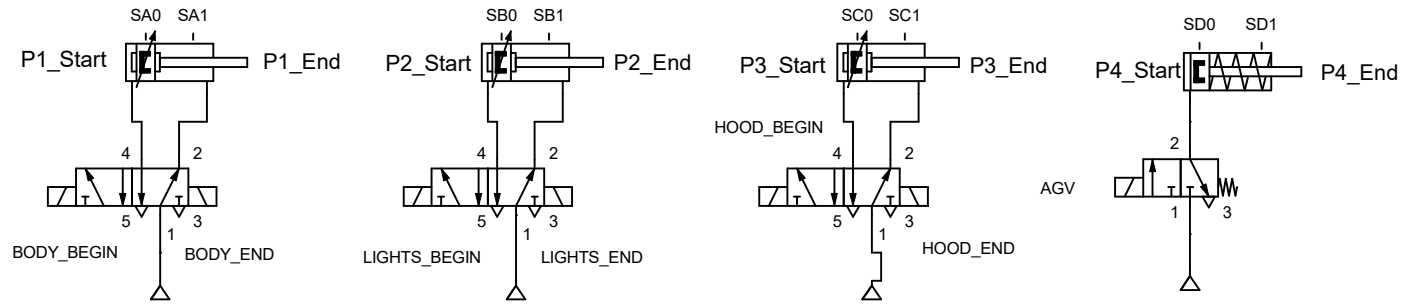 SA0 SA1
SB0 SB1
SC0 SC1
SD0 SD1
P1_Start P1_End
P2_Start P2_End
P3_Start P3_End
P4_Start P4_End
HOOD_BEGIN
4 2
4 2
4 2
2
AGV
5 3
1
5 3
1
5 3
1
1 3
BODY_BEGIN BODY_END
LIGHTS_BEGIN LIGHTS_END
HOOD_END